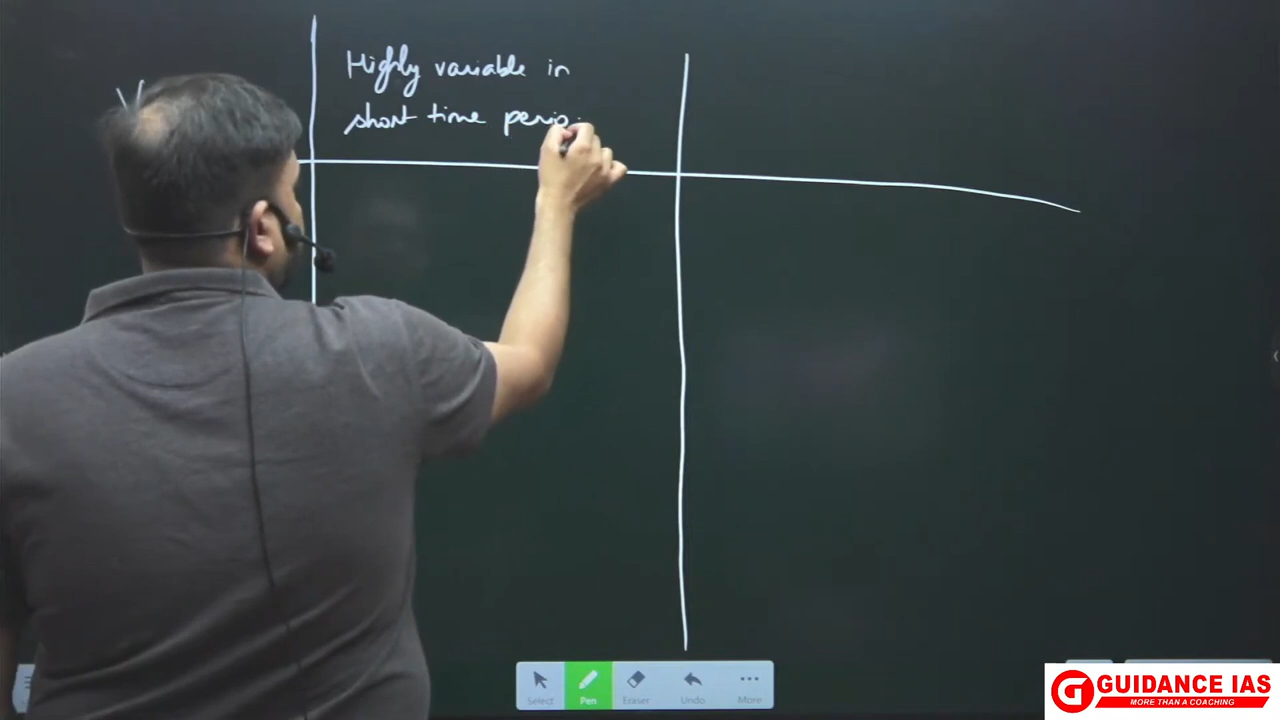 Highly variable in
short time perio
Select
Pen
Eraser
Undo
More
G GUIDANCE IAS
MORE THAN A COACHING